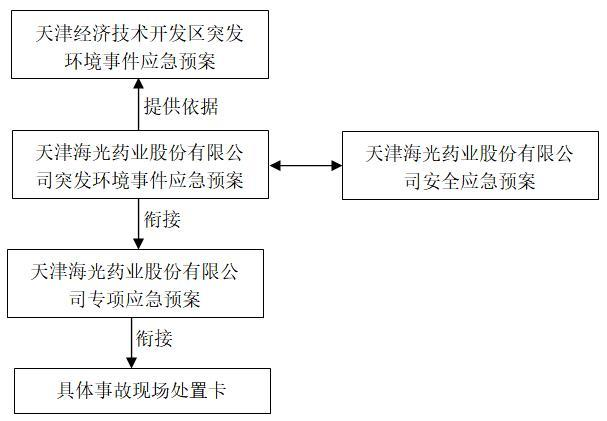 天津经济技术开发区突发
环境事件应急预案
提供依据
天津海光药业股份有限公
司突发环境事件应急预案
天津海光药业股份有限公
司安全应急预案
衔接
天津海光药业股份有限公
司专项应急预案
衔接
具体事故现场处置卡